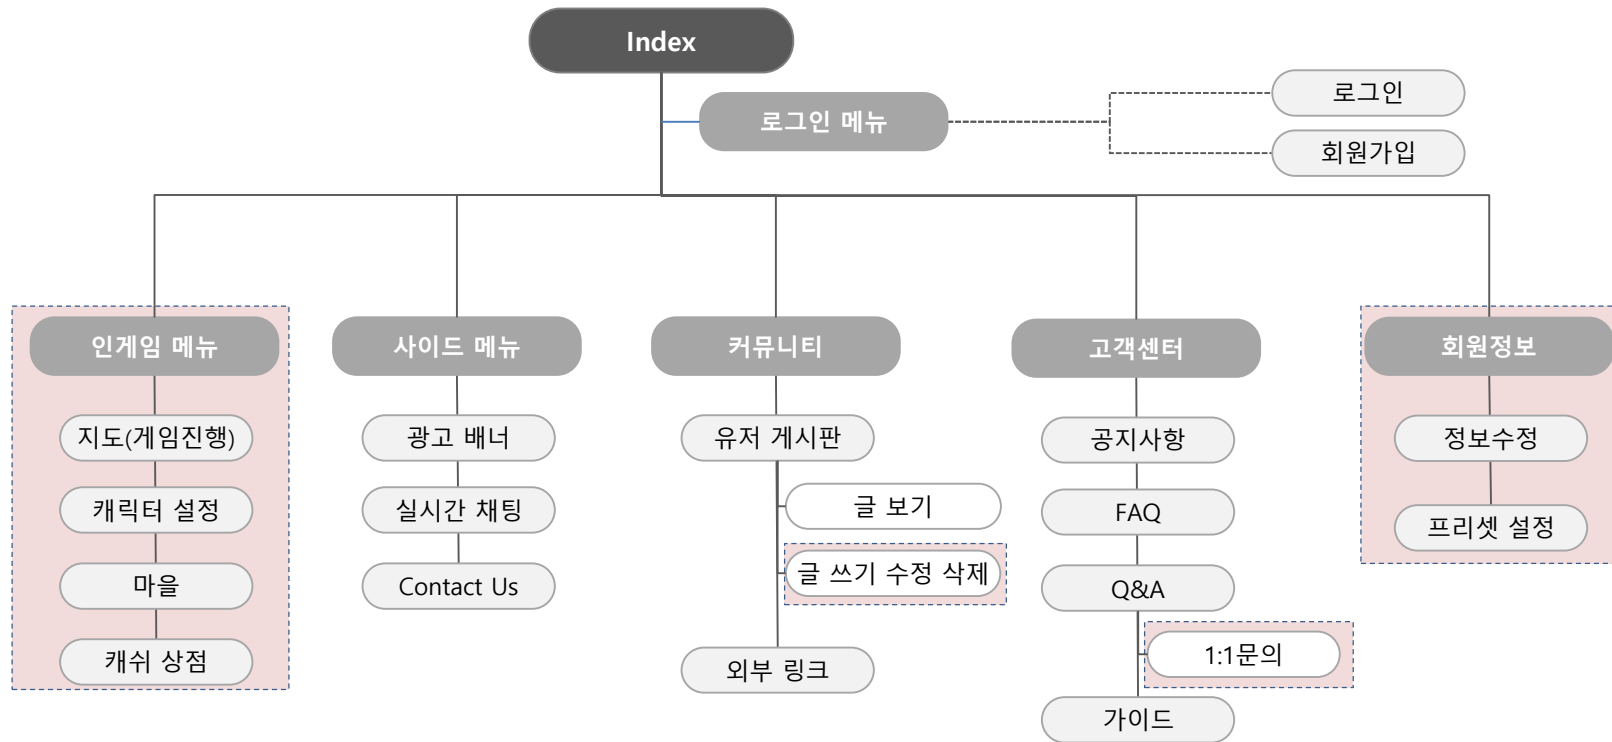 Index
로그인 메뉴
로그인
회원가입
인게임 메뉴
지도(게임진행)
캐릭터 설정
마을
캐쉬 상점
사이드 메뉴
광고 배너
실시간 채팅
Contact Us
커뮤니티
유저 게시판
글 보기
글 쓰기 수정 삭제
외부 링크
고객센터
공지사항
FAQ
Q&A
1:1문의
가이드
회원정보
정보수정
프리셋 설정